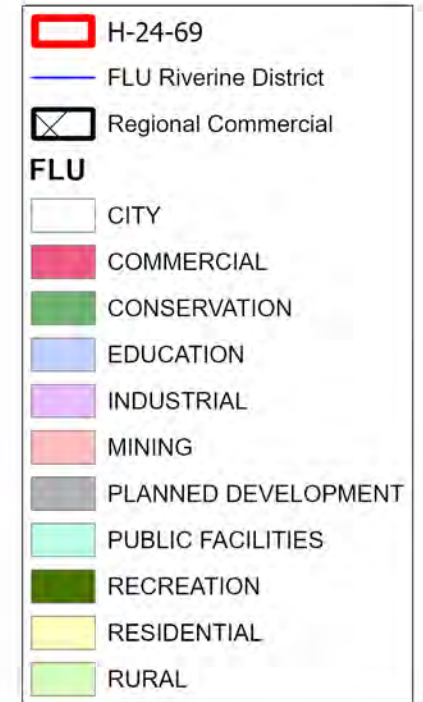 H-24-69
FLU Riverine District
Regional Commercial
FLU
CITY
COMMERCIAL
CONSERVATION
EDUCATION
INDUSTRIAL
MINING
PLANNED DEVELOPMENT
PUBLIC FACILITIES
RECREATION
RESIDENTIAL
RURAL